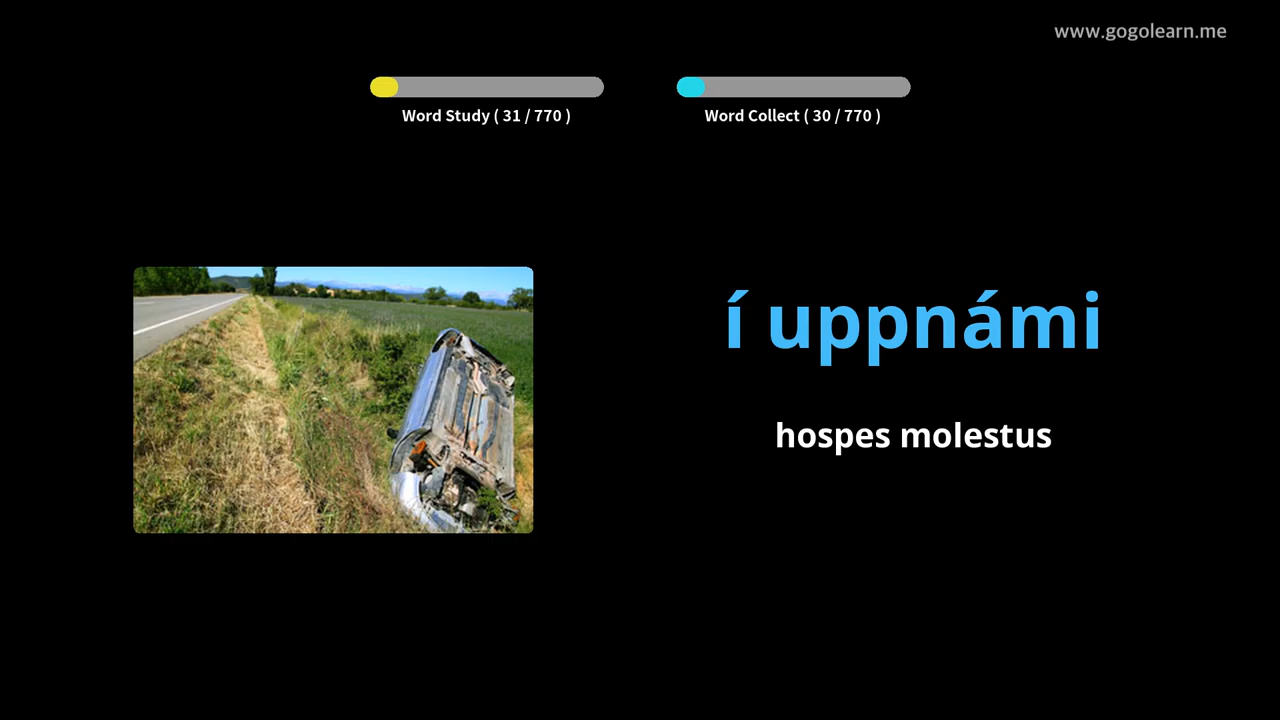 www.gogolearn.me
Word Study ( 31 / 770 )
Word Collect ( 30 / 770 )
í uppnámi
hospes molestus